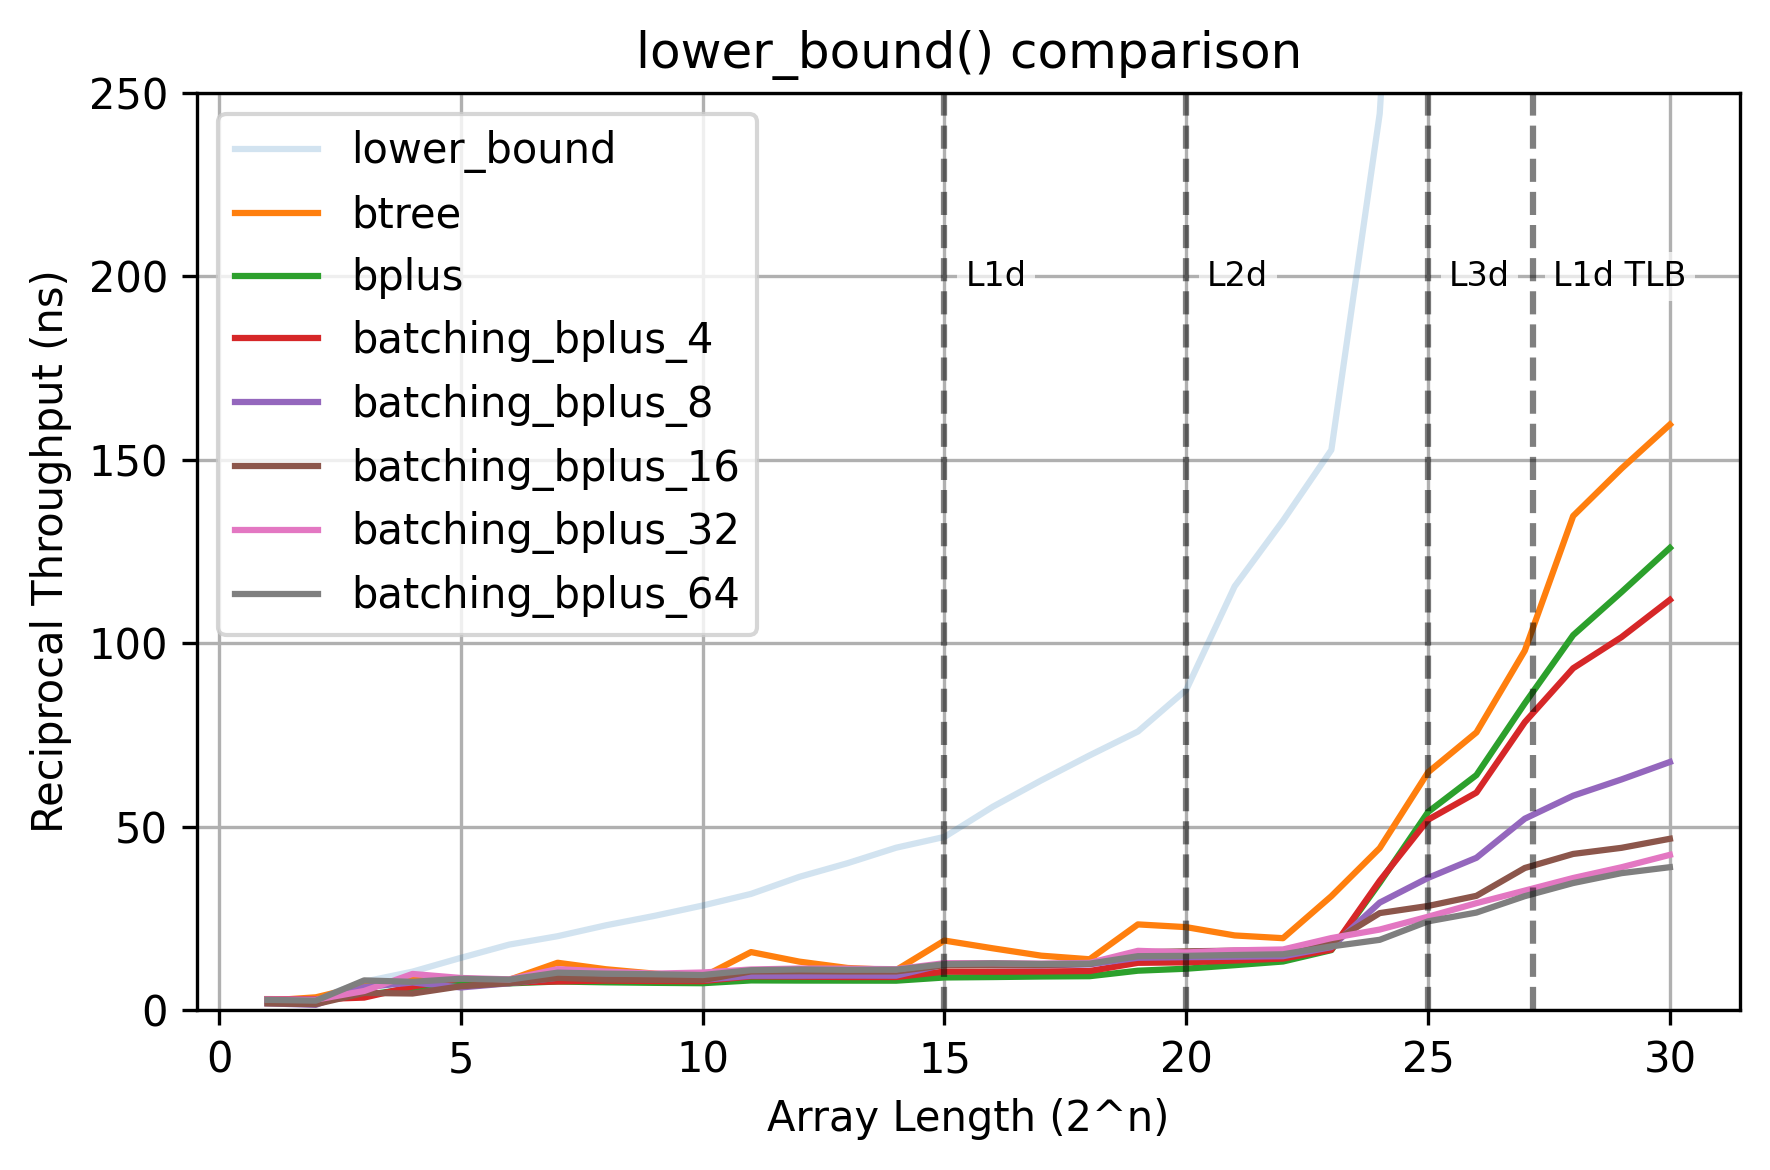 lower_bound() comparison
250
200
150
100
50
0
Reciprocal Throughput (ns)
lower_bound
btree
bplus
batching_bplus_4
batching_bplus_8
batching_bplus_16
batching_bplus_32
batching_bplus_64
L1d
L2d
L3d
L1d TLB
0 5 10 15 20 25 30
Array Length (2^n)